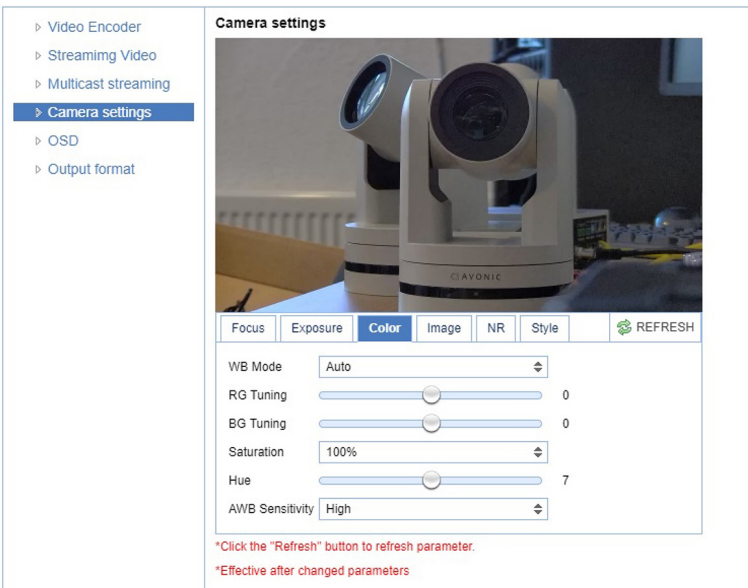 Video Encoder
Streamimg Video
Multicast streaming
Camera settings
OSD
Output format
Camera settings
AVONIC
Focus Exposure Color Image NR Style REFRESH
WB Mode Auto
RG Tuning 0
BG Tuning 0
Saturation 100%
Hue 7
AWB Sensitivity High
*Click the "Refresh" button to refresh parameter.
*Effective after changed parameters